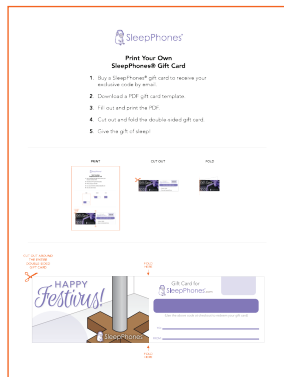 SleepPhones®
Print Your Own
SleepPhones® Gift Card
1. Buy a SleepPhones® gift card to receive your
exclusive code by email.
2. Download a PDF gift card template.
3. Fill out and print the PDF.
4. Cut out and fold the double sided gift card.
5. Give the gift of sleep!
PRINT
CUT OUT
FOLD
CUT OUT AROUND
THE ENTIRE
DOUBLE SIDED
GIFT CARD
FOLD
HERE
HAPPY
Festivus!
SleepPhones
Gift Card for
SleepPhones
FOLD
HERE